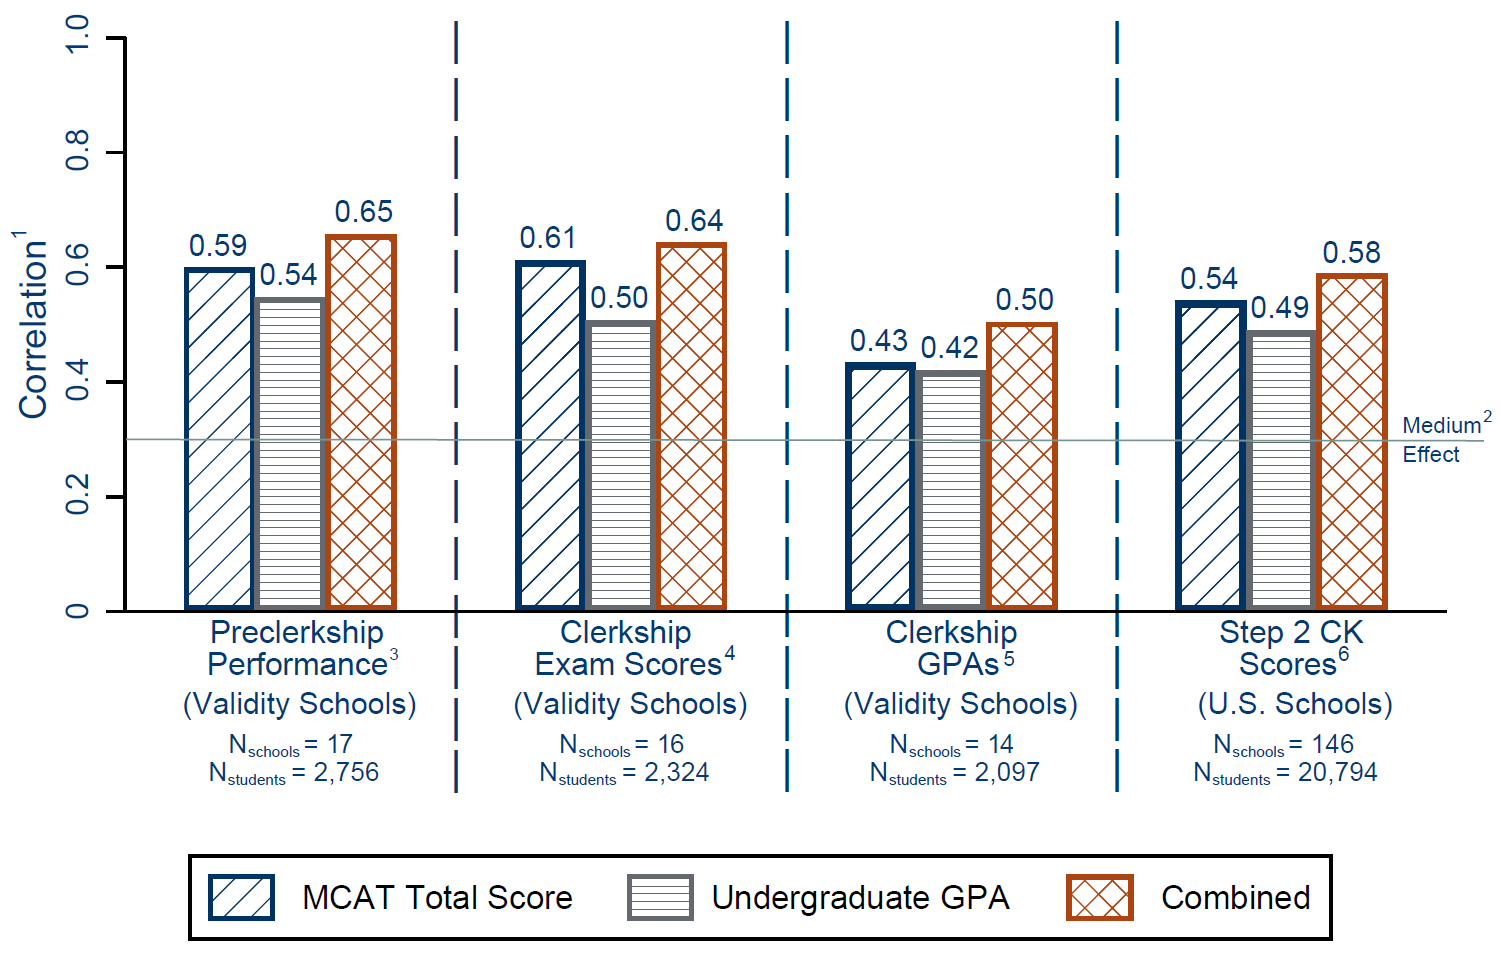 Correlation1
1.0
0.8
0.6
0.4
0.2
0
0.59
0.54
0.65
0.61
0.50
0.64
0.43
0.42
0.50
0.54
0.49
0.58
Medium2
Effect
Preclerkship
Performance3
(Validity Schools)
Nschools = 17
Nstudents = 2,756
Clerkship
Exam Scores4
(Validity Schools)
Nschools = 16
Nstudents = 2,324
Clerkship
GPAs5
(Validity Schools)
Nschools = 14
Nstudents = 2,097
Step 2 CK
Scores6
(U.S. Schools)
Nschools = 146
Nstudents = 20,794
MCAT Total Score
Undergraduate GPA
Combined